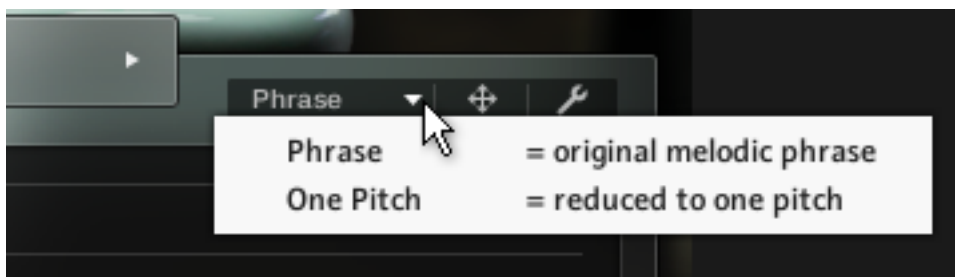 Phrase
Phrase = original melodic phrase
One Pitch = reduced to one pitch